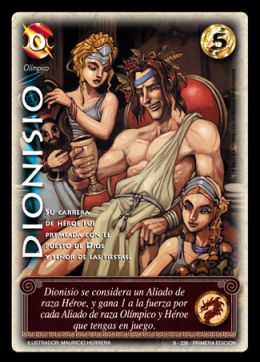 0
5
Olímpico
DIONISIO
SU CARRERA
DE HÉROE FUE
PREMIADA CON EL
PUESTO DE DIOS
Y SEÑOR DE LAS FIESTAS.
Dionisio se considera un Aliado de
raza Héroe, y gana 1 a la fuerza por
cada Aliado de raza Olímpico y Héroe
que tengas en juego.
ILUSTRADOR: MAURICIO HERRERA
9 - 236 / PRIMERA EDICION